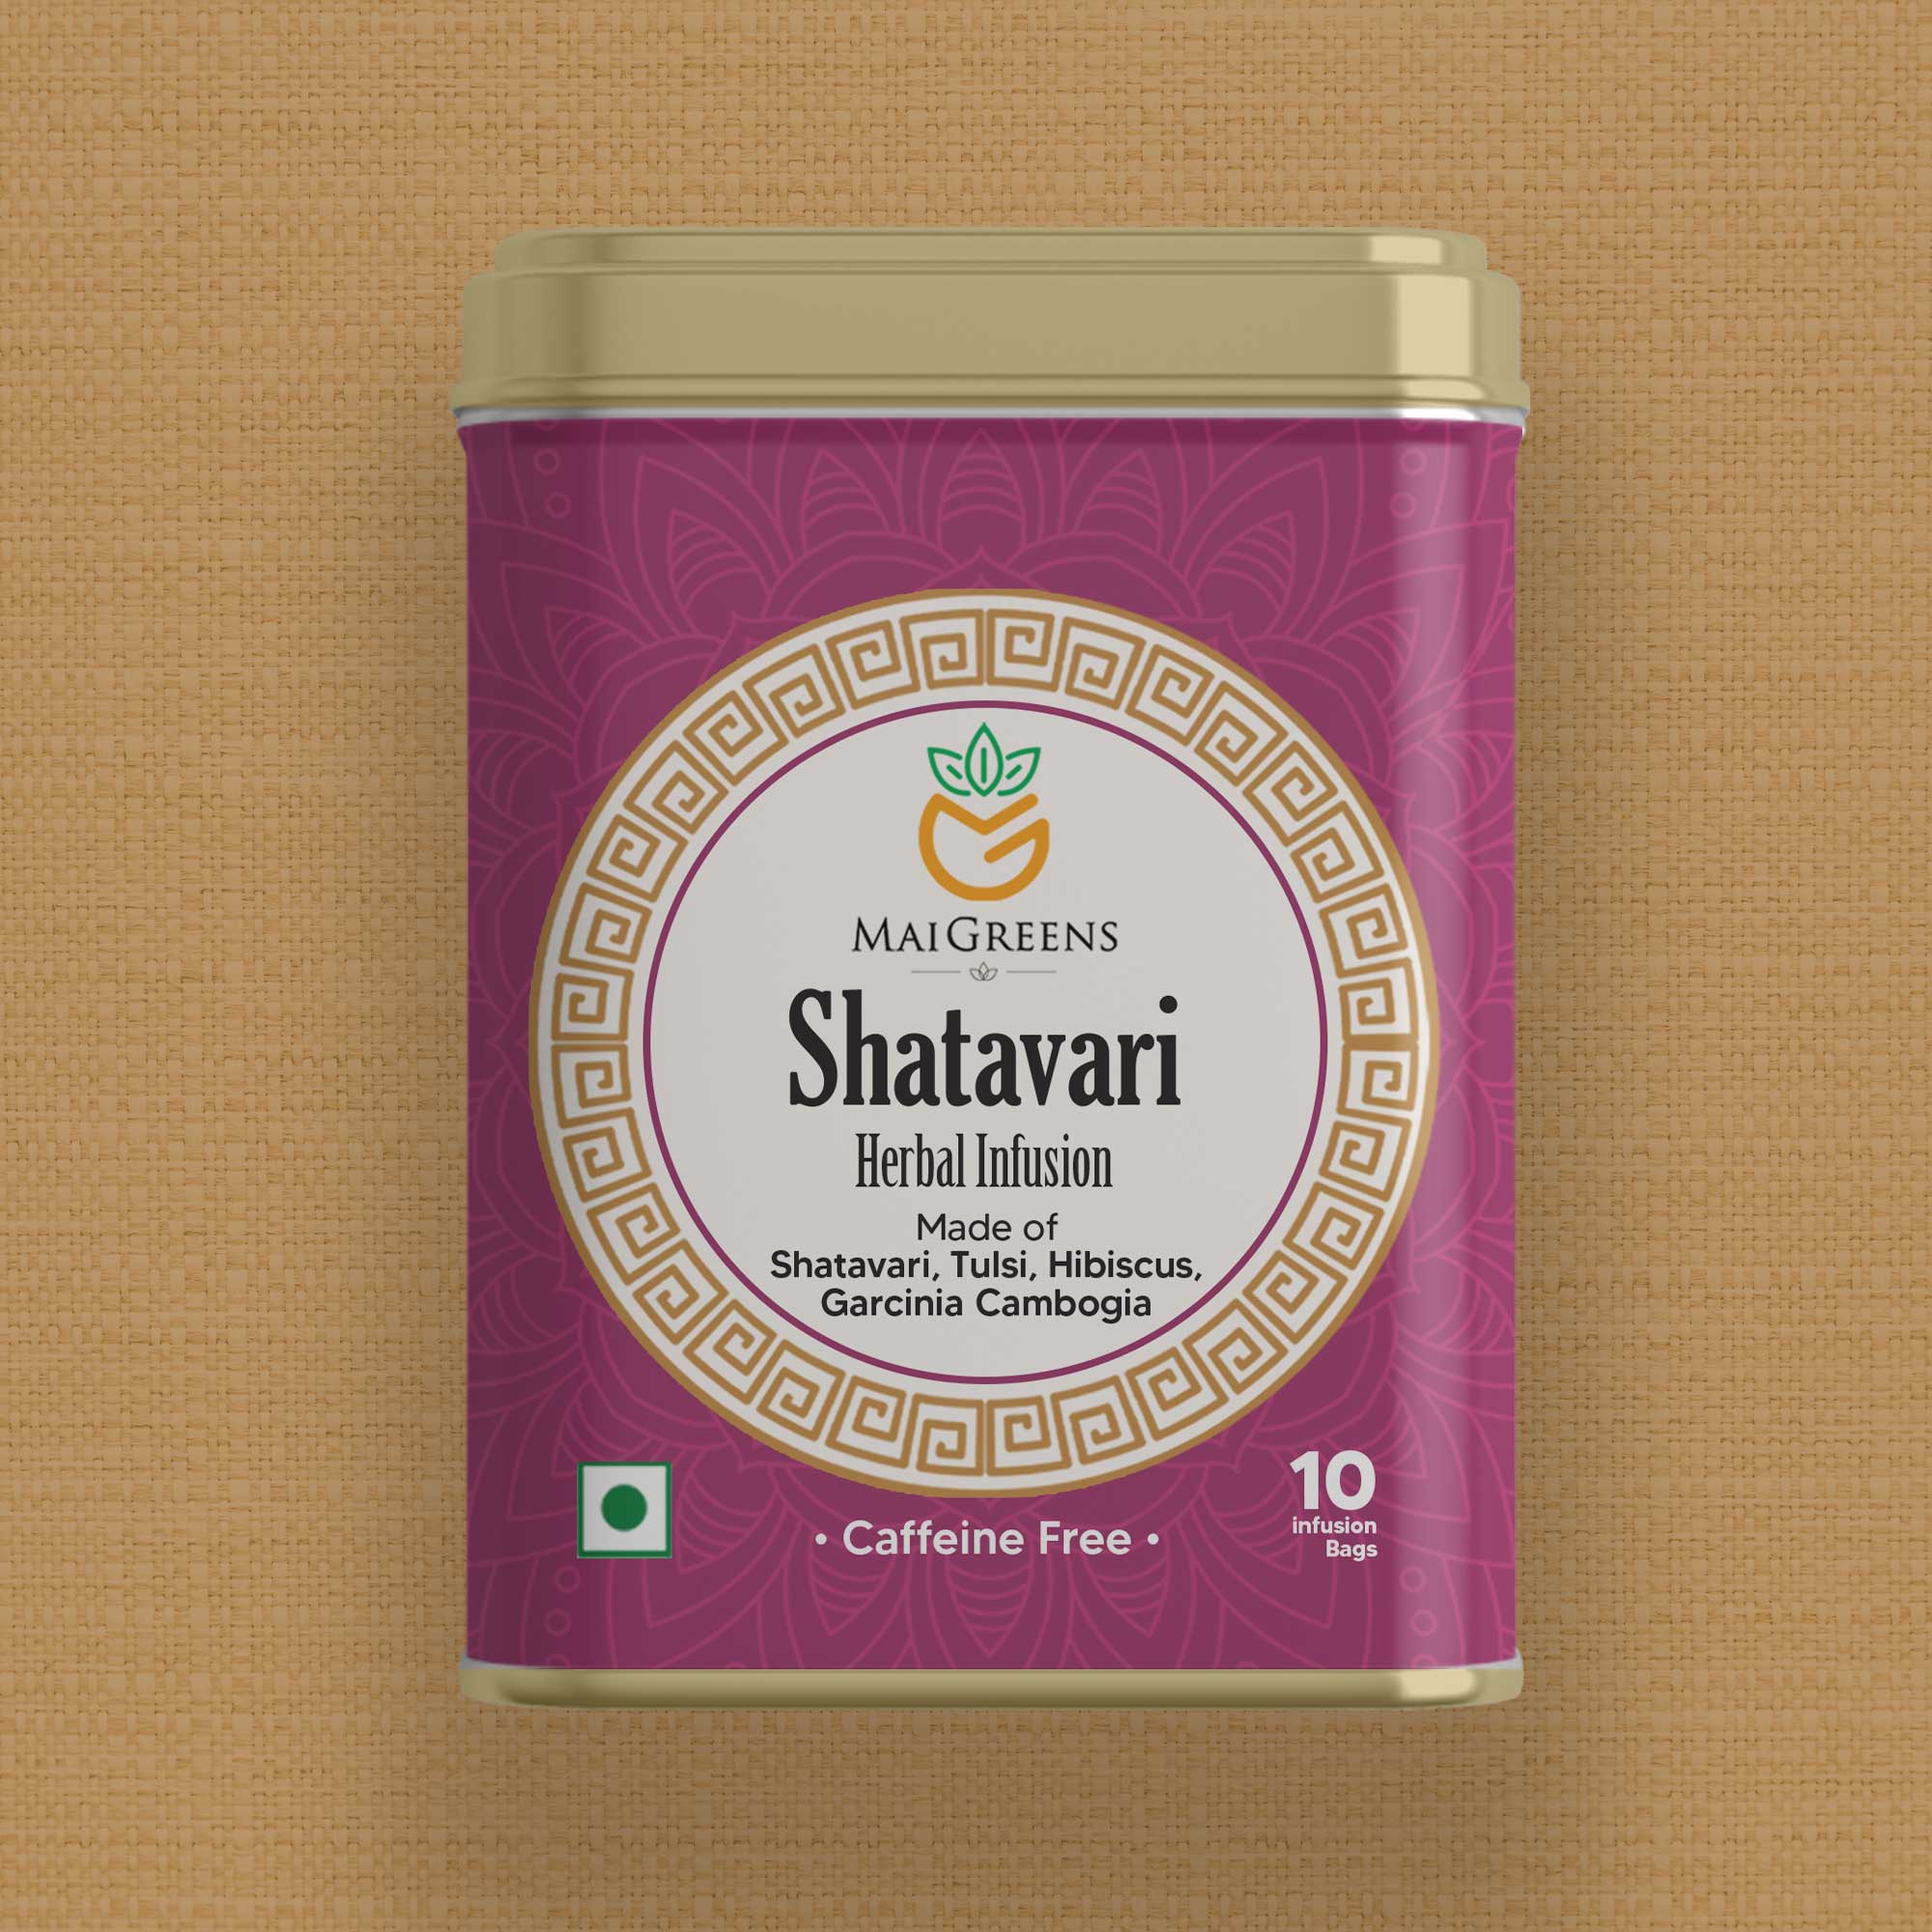 MAIGREENS
Shatavari
Herbal Infusion
Made of
Shatavari, Tulsi, Hibiscus,
Garcinia Cambogia
• Caffeine Free •
10
infusion
Bags